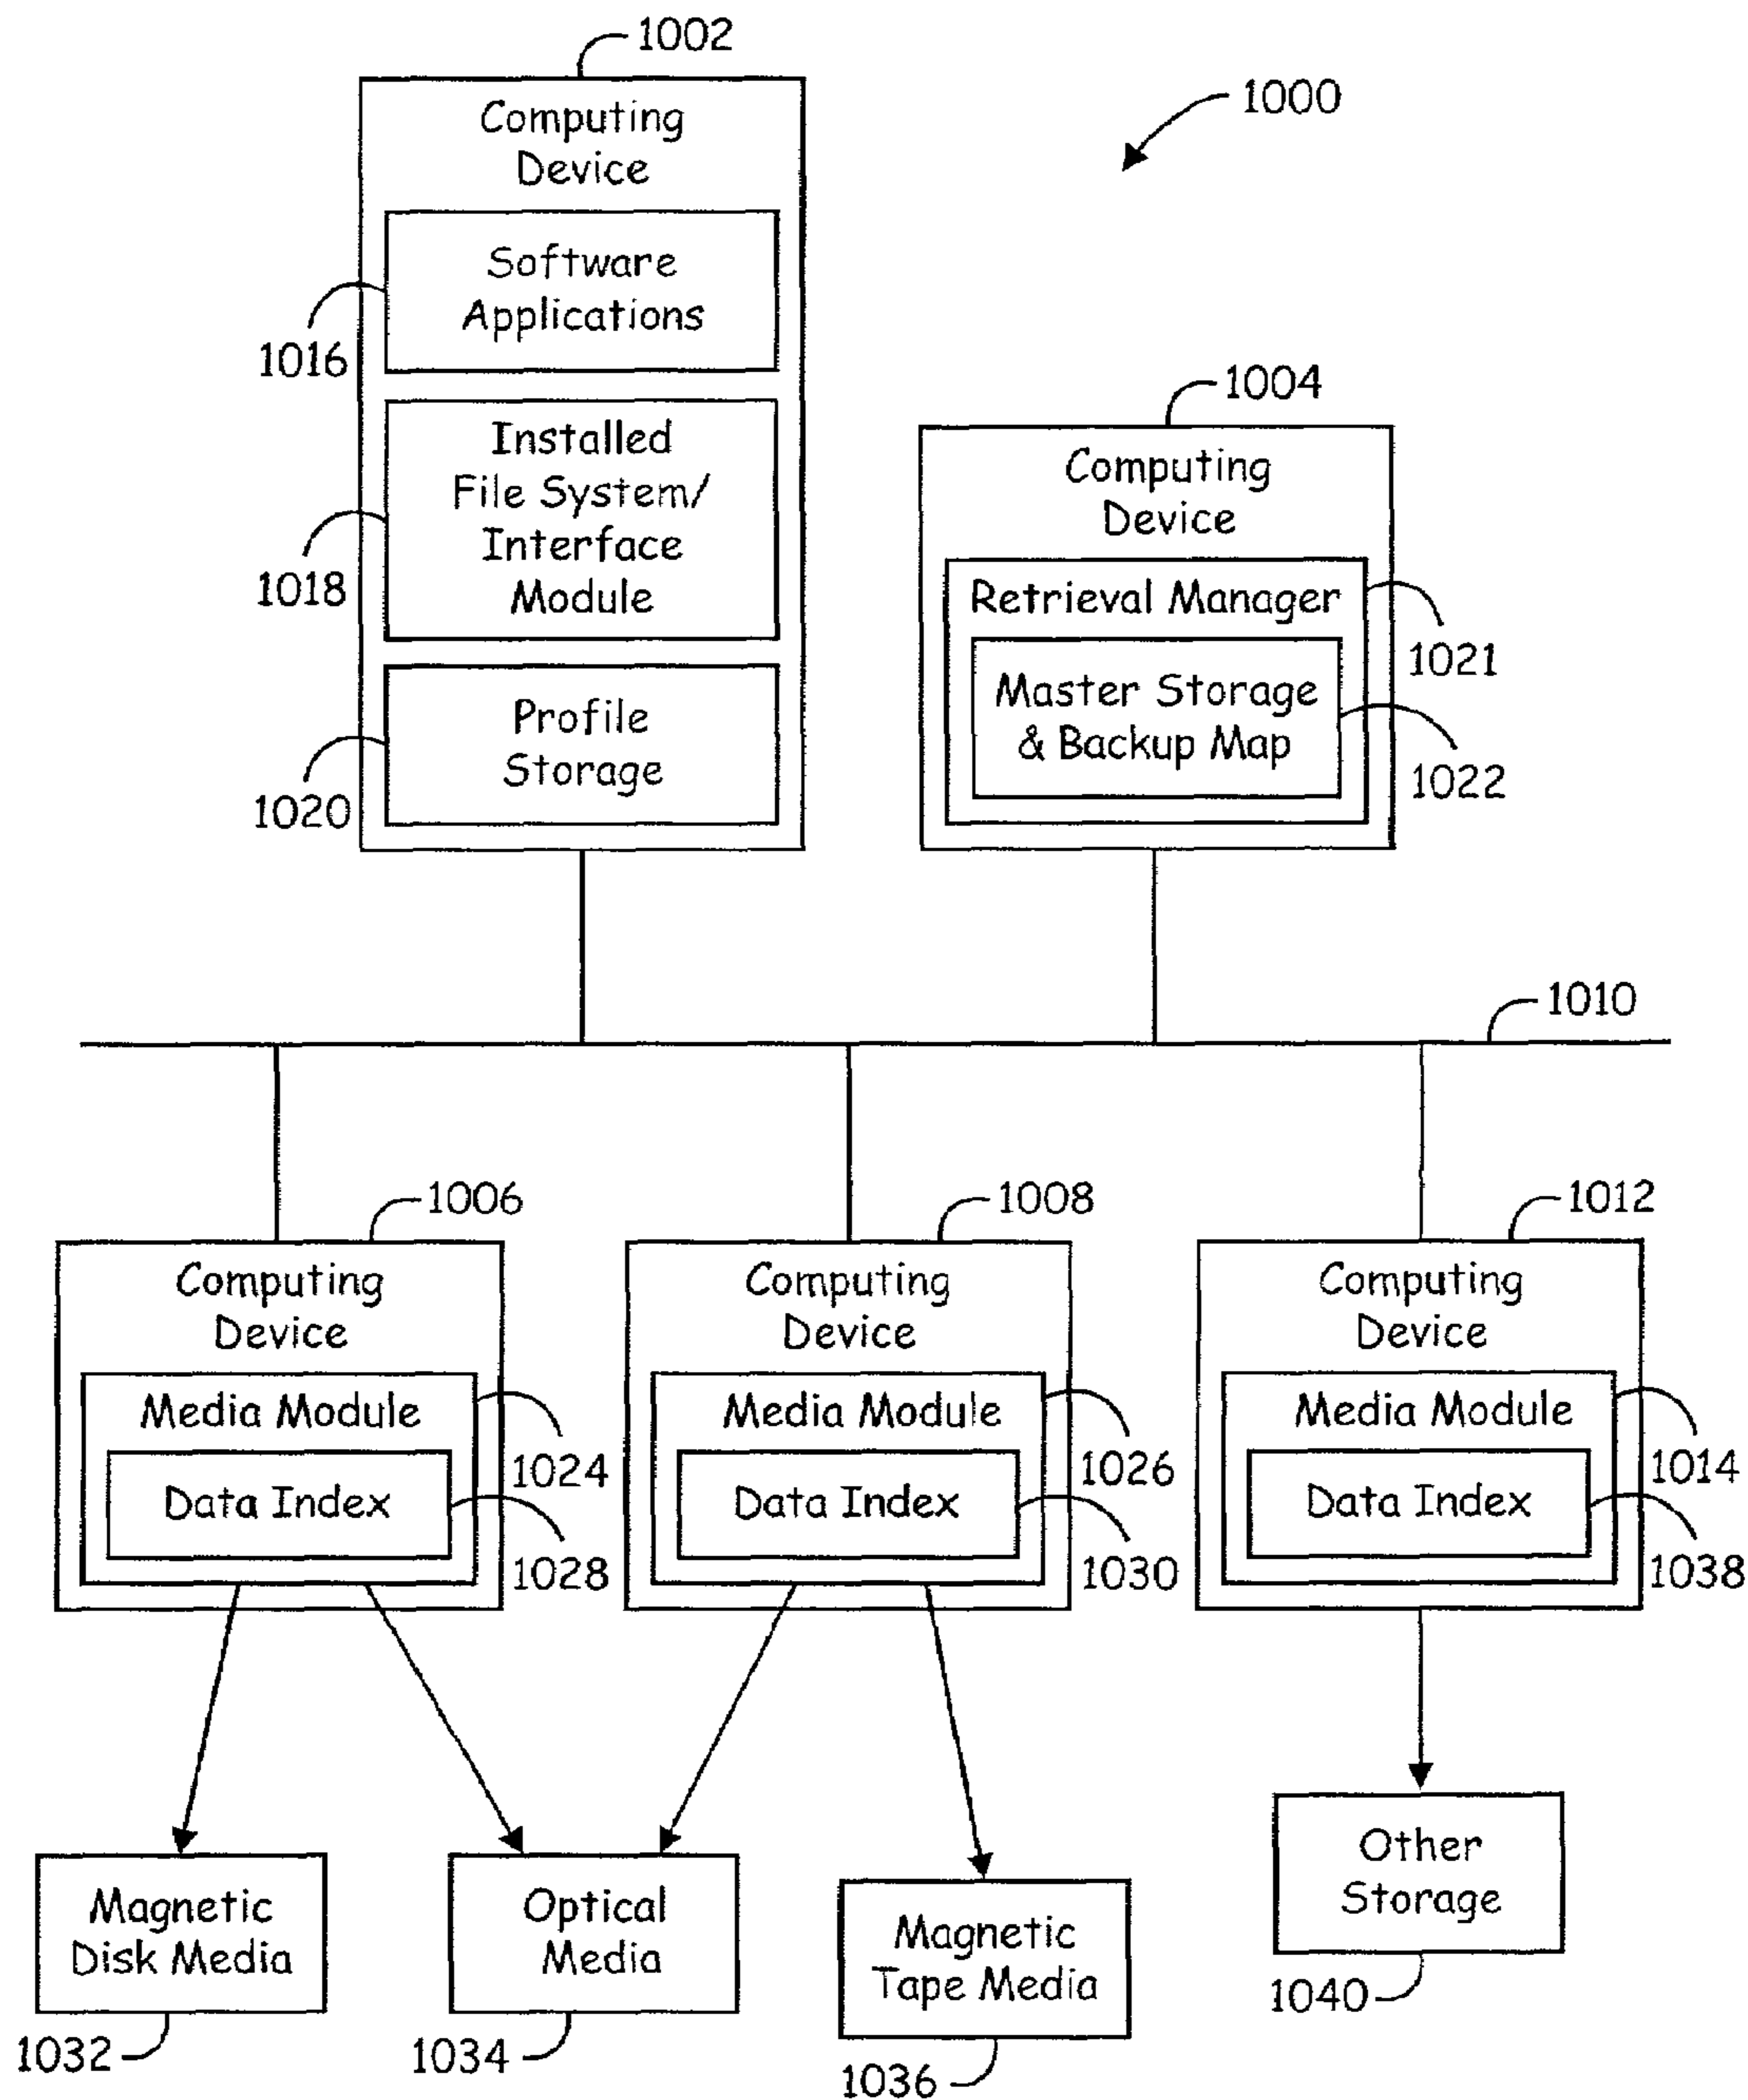 1002
1000
Computing
Device
Software
Applications
1016
Installed
File System/
Interface
Module
1018
Profile
Storage
1020
1004
Computing
Device
Retrieval Manager
1021
Master Storage
& Backup Map
1022
1010
1006
Computing
Device
Media Module
1024
Data Index
1028
1008
Computing
Device
Media Module
1026
Data Index
1030
1012
Computing
Device
Media Module
1014
Data Index
1038
Magnetic
Disk Media
1032
Optical
Media
1034
Magnetic
Tape Media
1036
Other
Storage
1040